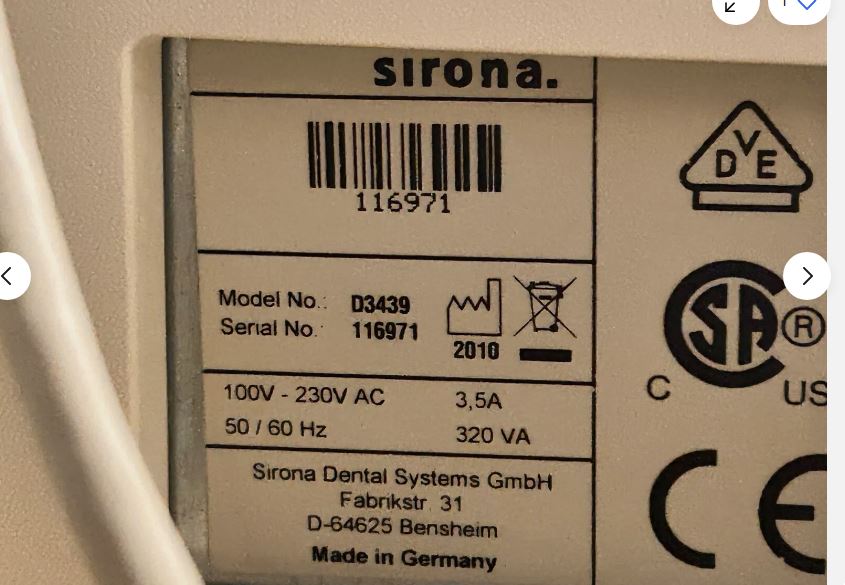 sirona.
116971
Model No.: D3439
Serial No.: 116971
2010
100V - 230V AC 3,5A
50 / 60 Hz 320 VA
Sirona Dental Systems GmbH
Fabrikstr. 31
D-64625 Bensheim
Made in Germany
DVE
SA ®
C US
CE